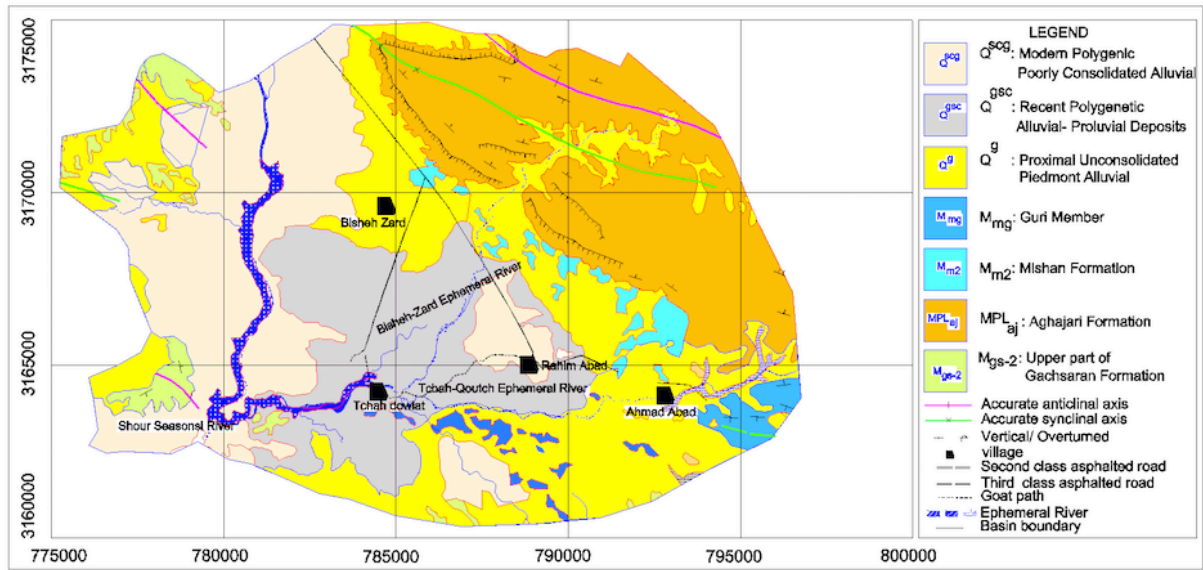 3175000
3170000
3165000
3160000
775000
780000
785000
790000
795000
800000
Bisheh Zard
Bisheh-Zard Ephemeral River
Rahim Abad
Tchah-Qoutch Ephemeral River
Tchah dowlat
Ahmad Abad
Shour Seasonsl River
LEGEND
Qscg Qscg: Modern Polygenic
Poorly Consolidated Alluvial
Qgsc Qgsc: Recent Polygenetic
Alluvial- Proluvial Deposits
Qg Qg: Proximal Unconsolidated
Piedmont Alluvial
Mmg Mmg: Guri Member
Mm2 Mm2: Mishan Formation
MPLaj MPLaj: Aghajari Formation
Mgs-2 Mgs-2: Upper part of
Gachsaran Formation
Accurate anticlinal axis
Accurate synclinal axis
Vertical/ Overturned
village
Second class asphalted road
Third class asphalted road
Goat path
Ephemeral River
Basin boundary